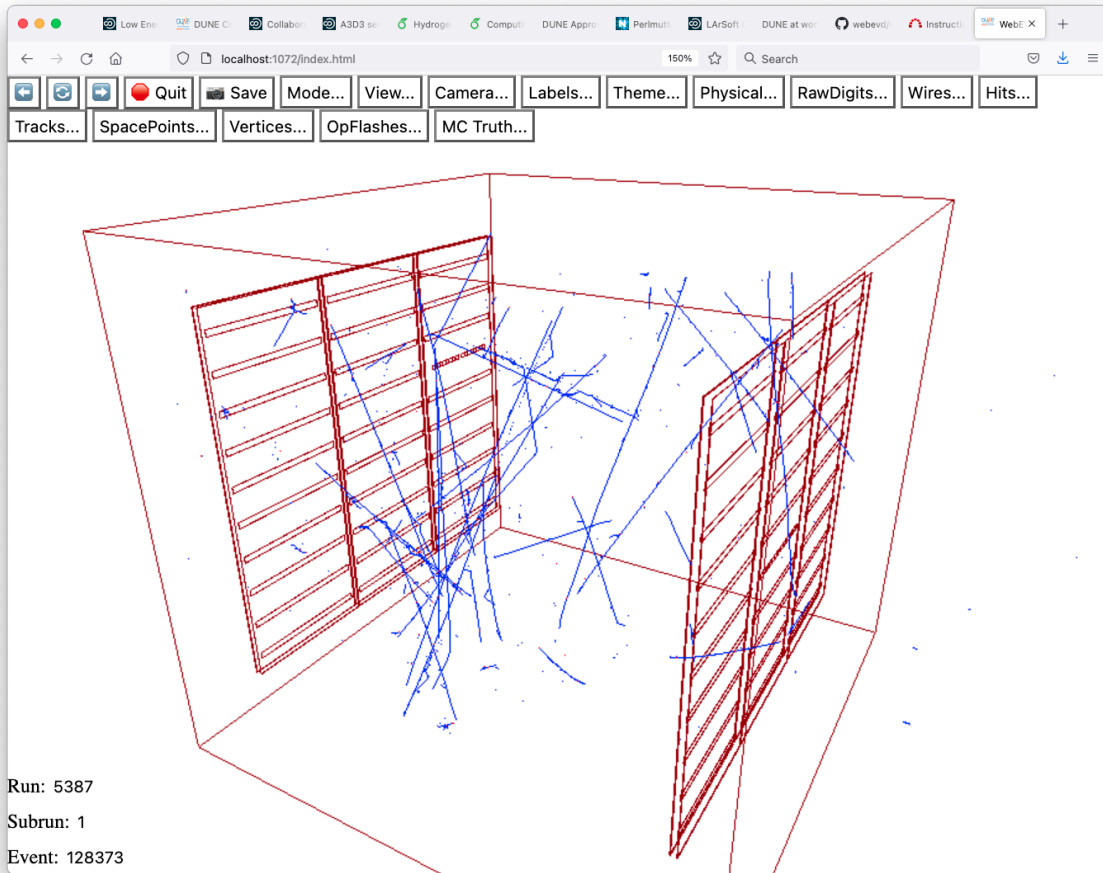 Low Ene
DUNE C
Collabor
A3D3 se
Hydroge
Computi
DUNE Appro
Perlmutt
LArSoft
DUNE at wor
webevd/
Instructi
WebE
localhost:1072/index.html
150%
Search
Quit
Save
Mode...
View...
Camera...
Labels...
Theme...
Physical...
RawDigits...
Wires...
Hits...
Tracks...
SpacePoints...
Vertices...
OpFlashes...
MC Truth...
Run: 5387
Subrun: 1
Event: 128373